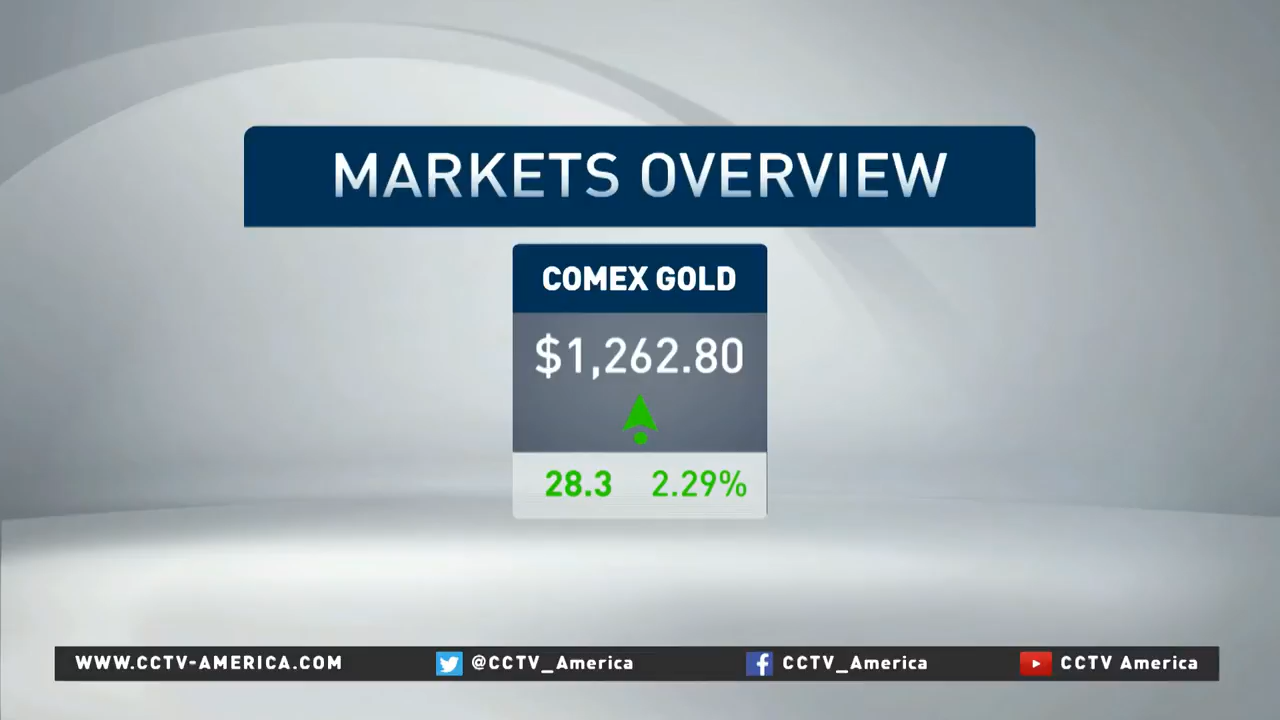 MARKETS OVERVIEW
COMEX GOLD
$1,262.80
28.3 2.29%
WWW.CCTV-AMERICA.COM @CCTV_America CCTV_America CCTV America